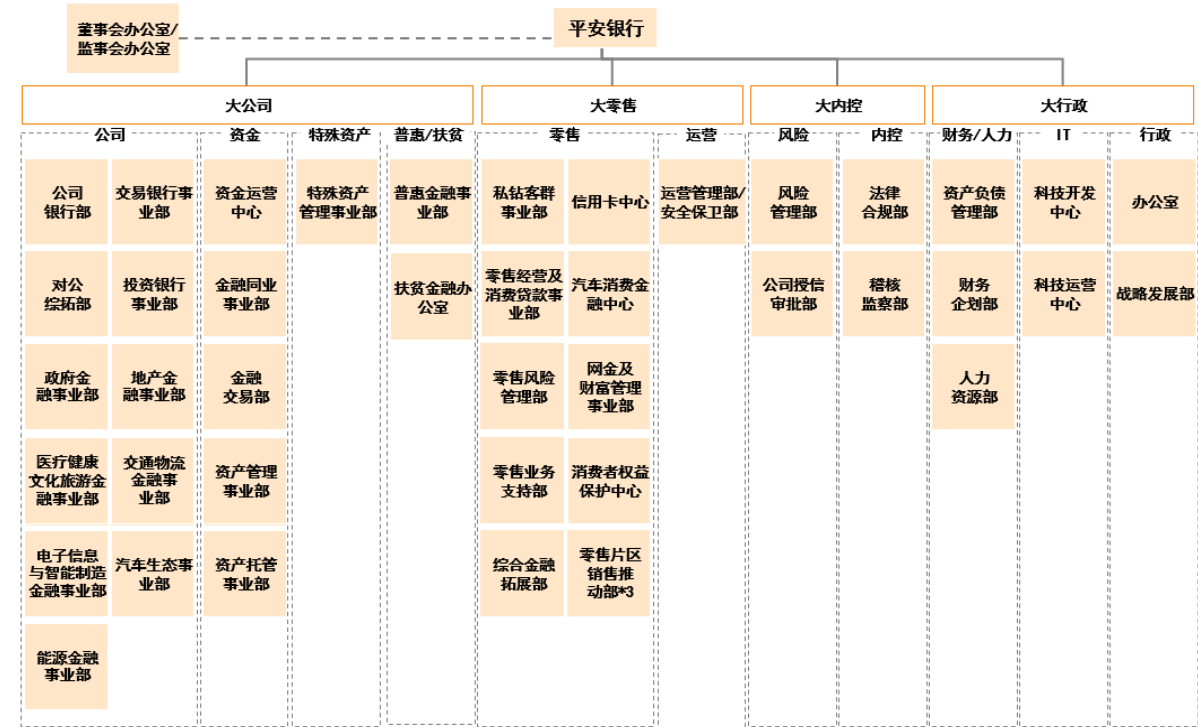 董事会办公室/
监事会办公室
平安银行
大公司
大零售
大内控
大行政
公司
资金
特殊资产
普惠/扶贫
零售
运营
风险
内控
财务/人力
IT
行政
公司
银行部
交易银行事
业部
资金运营
中心
特殊资产
管理事业部
普惠金融事
业部
私钻客群
事业部
信用卡中心
运营管理部/
安全保卫部
风险
管理部
法律
合规部
资产负债
管理部
科技开发
中心
办公室
对公
综拓部
投资银行
事业部
金融同业
事业部
扶贫金融办
公室
零售经营及
消费贷款事
业部
汽车消费金
融中心
公司授信
审批部
稽核
监察部
财务
企划部
科技运营
中心
战略发展部
政府金
融事业部
地产金
融事业部
金融
交易部
零售风险
管理部
网金及
财富管理
事业部
人力
资源部
医疗健康
文化旅游金
融事业部
交通物流
金融事
业部
资产管理
事业部
零售业务
支持部
消费者权益
保护中心
电子信息
与智能制造
金融事业部
汽车生态事
业部
资产托管
事业部
综合金融
拓展部
零售片区
销售推
动部*3
能源金融
事业部